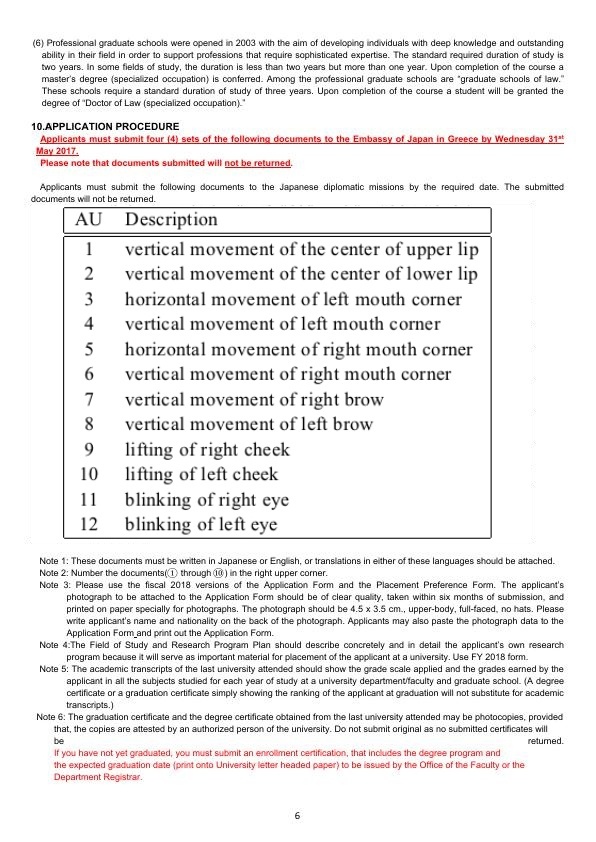 (6) Professional graduate schools were opened in 2003 with the aim of developing individuals with deep knowledge and outstanding
ability in their field in order to support professions that require sophisticated expertise. The standard required duration of study is
two years. In some fields of study, the duration is less than two years but more than one year. Upon completion of the course a
master's degree (specialized occupation) is conferred. Among the professional graduate schools are "graduate schools of law."
These schools require a standard duration of study of three years. Upon completion of the course a student will be granted the
degree of "Doctor of Law (specialized occupation)."
10.APPLICATION PROCEDURE
Applicants must submit four (4) sets of the following documents to the Embassy of Japan in Greece by Wednesday 31st
May 2017.
Please note that documents submitted will not be returned.
Applicants must submit the following documents to the Japanese diplomatic missions by the required date. The submitted
documents will not be returned.
AU Description
1 vertical movement of the center of upper lip
2 vertical movement of the center of lower lip
3 horizontal movement of left mouth corner
4 vertical movement of left mouth corner
5 horizontal movement of right mouth corner
6 vertical movement of right mouth corner
7 vertical movement of right brow
8 vertical movement of left brow
9 lifting of right cheek
10 lifting of left cheek
11 blinking of right eye
12 blinking of left eye
Note 1: These documents must be written in Japanese or English, or translations in either of these languages should be attached.
Note 2: Number the documents(① through ⑩) in the right upper corner.
Note 3: Please use the fiscal 2018 versions of the Application Form and the Placement Preference Form. The applicant's
photograph to be attached to the Application Form should be of clear quality, taken within six months of submission, and
printed on paper specially for photographs. The photograph should be 4.5 x 3.5 cm., upper-body, full-faced, no hats. Please
write applicant's name and nationality on the back of the photograph. Applicants may also paste the photograph data to the
Application Form and print out the Application Form.
Note 4:The Field of Study and Research Program Plan should describe concretely and in detail the applicant's own research
program because it will serve as important material for placement of the applicant at a university. Use FY 2018 form.
Note 5: The academic transcripts of the last university attended should show the grade scale applied and the grades earned by the
applicant in all the subjects studied for each year of study at a university department/faculty and graduate school. (A degree
certificate or a graduation certificate simply showing the ranking of the applicant at graduation will not substitute for academic
transcripts.)
Note 6: The graduation certificate and the degree certificate obtained from the last university attended may be photocopies, provided
that, the copies are attested by an authorized person of the university. Do not submit original as no submitted certificates will
be returned.
If you have not yet graduated, you must submit an enrollment certification, that includes the degree program and
the expected graduation date (print onto University letter headed paper) to be issued by the Office of the Faculty or the
Department Registrar.
6